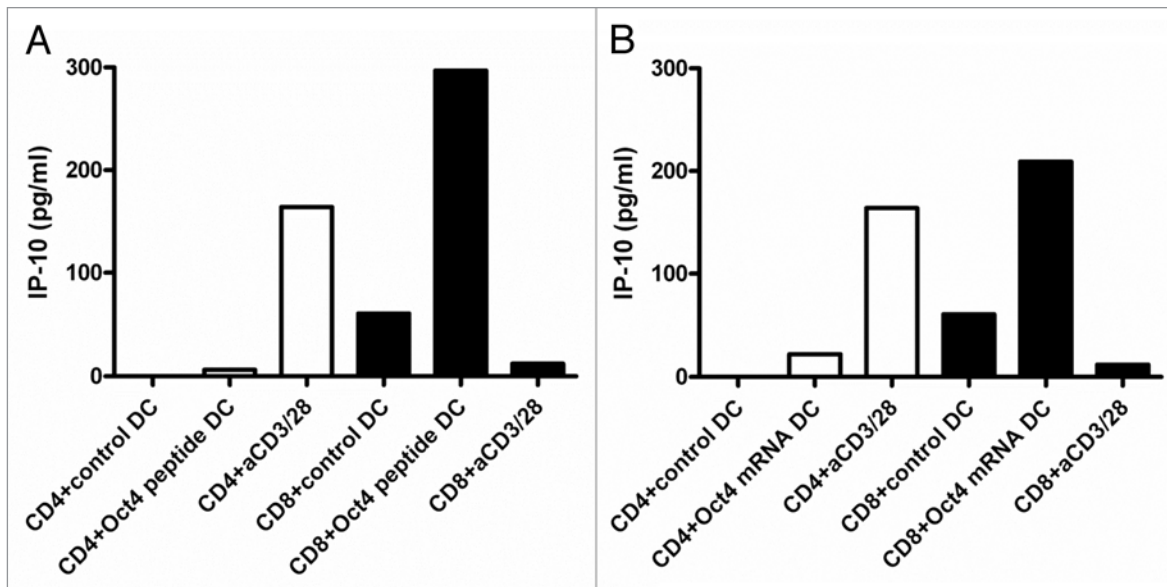 A
IP-10 (pg/ml)
300
200
100
0
CD4+control DC
CD4+Oct4 peptide DC
CD4+aCD3/28
CD8+control DC
CD8+Oct4 peptide DC
CD8+aCD3/28
B
IP-10 (pg/ml)
300
200
100
0
CD4+control DC
CD4+Oct4 mRNA DC
CD4+aCD3/28
CD8+control DC
CD8+Oct4 mRNA DC
CD8+aCD3/28